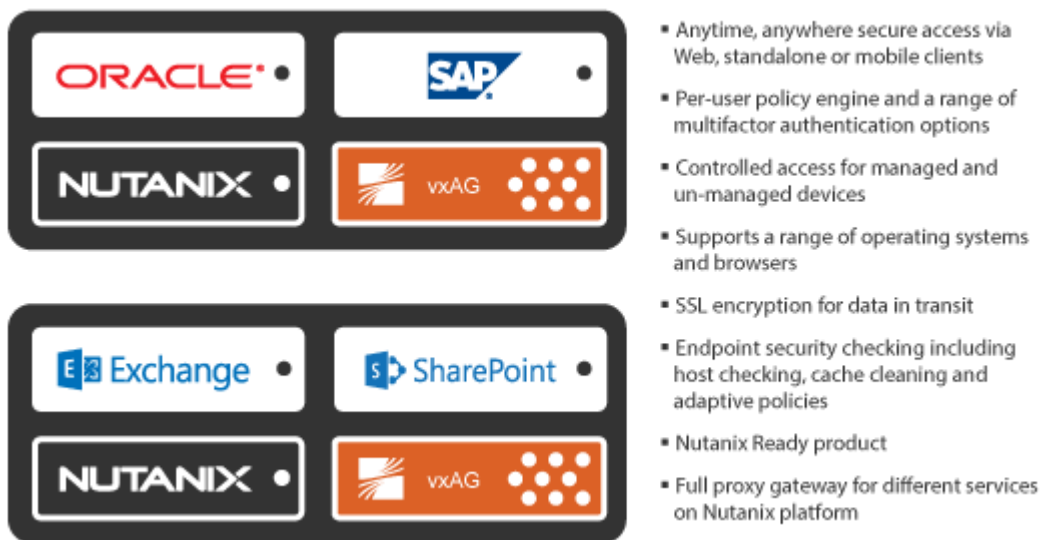 ORACLE
SAP
NUTANIX
vxAG
E Exchange
S SharePoint
NUTANIX
vxAG
▪ Anytime, anywhere secure access via
Web, standalone or mobile clients
▪ Per-user policy engine and a range of
multifactor authentication options
▪ Controlled access for managed and
un-managed devices
▪ Supports a range of operating systems
and browsers
▪ SSL encryption for data in transit
▪ Endpoint security checking including
host checking, cache cleaning and
adaptive policies
▪ Nutanix Ready product
▪ Full proxy gateway for different services
on Nutanix platform